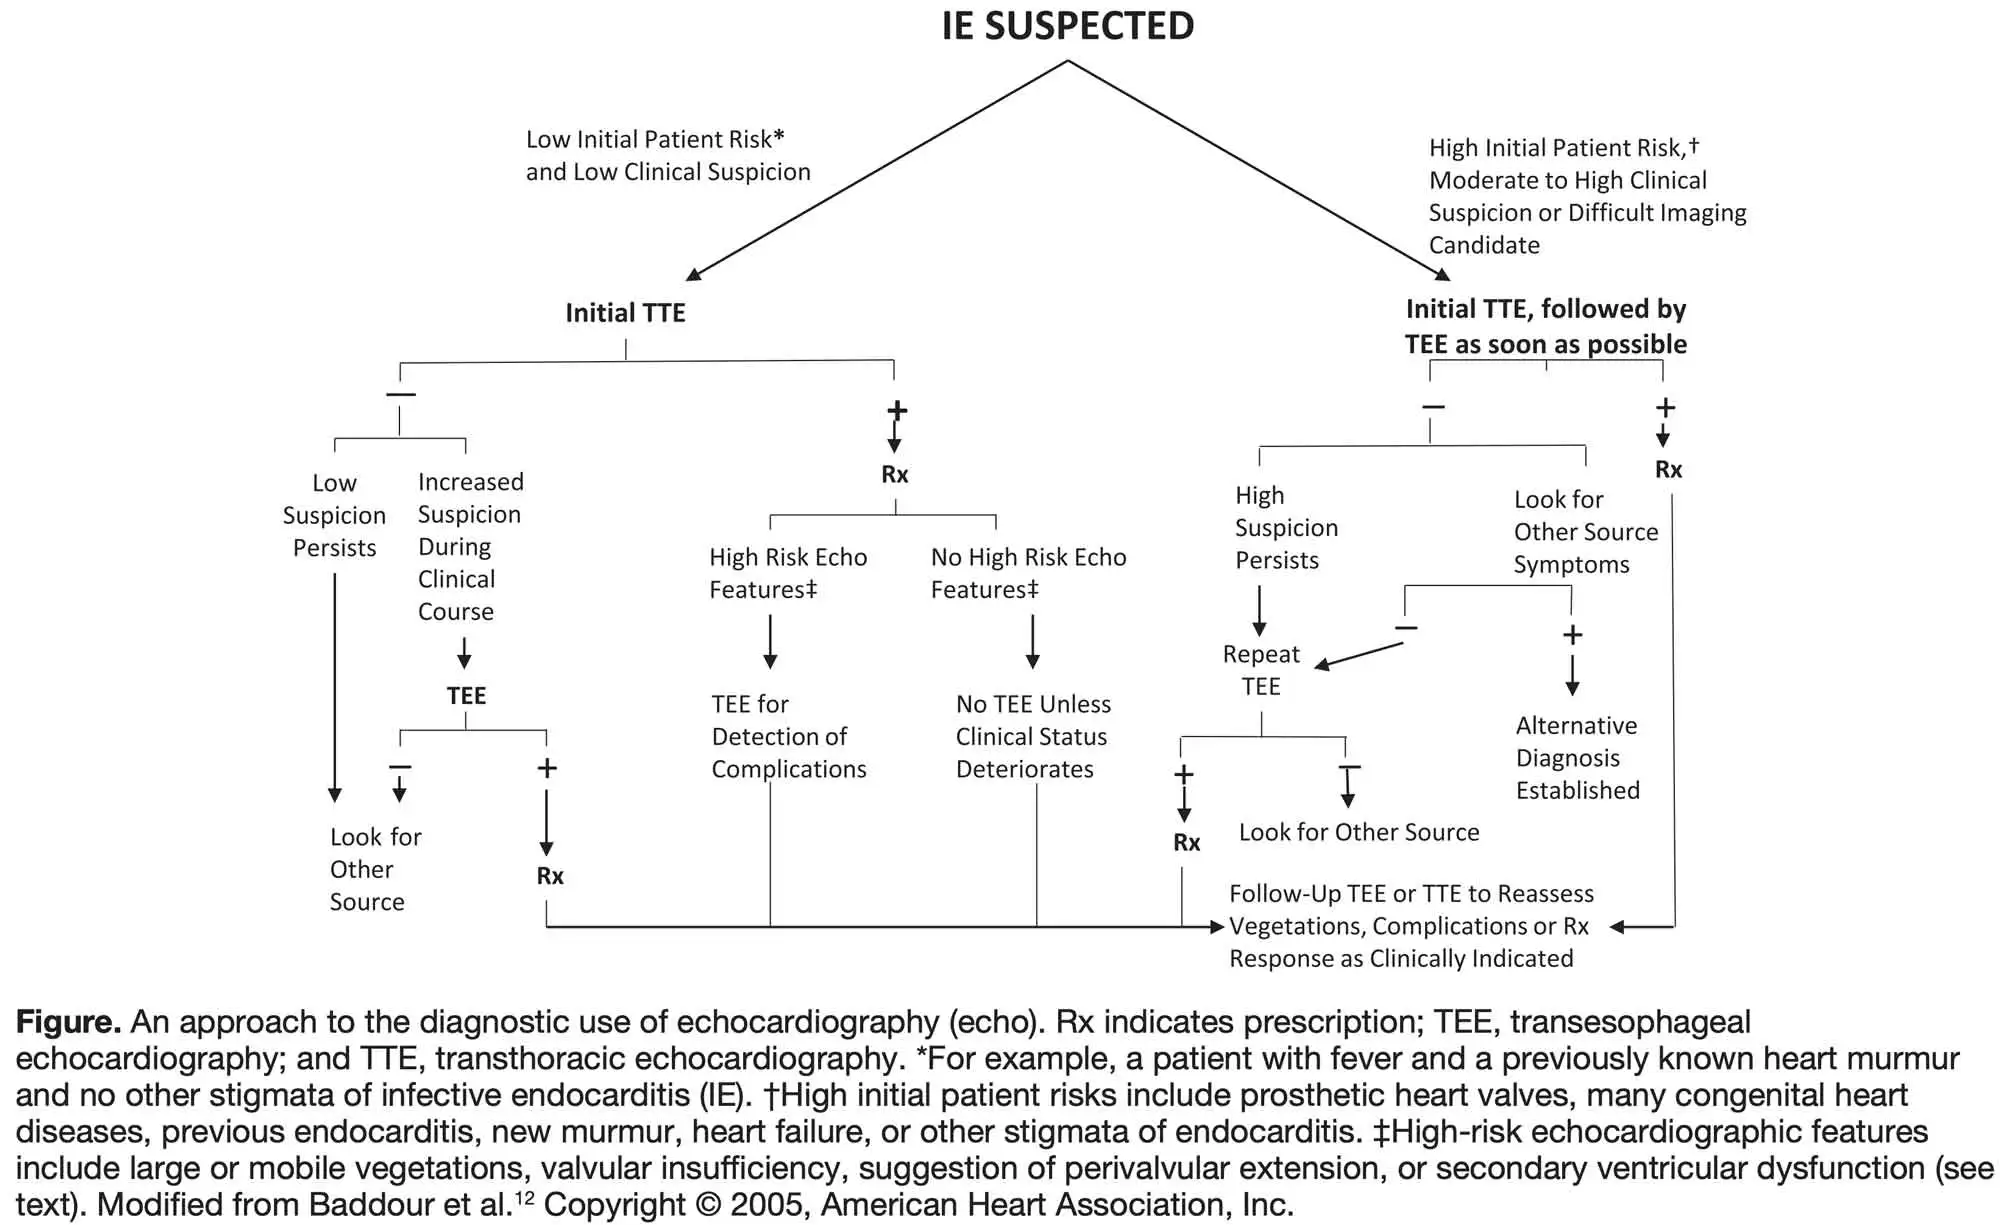 IE SUSPECTED
Low Initial Patient Risk*
and Low Clinical Suspicion
High Initial Patient Risk,†
Moderate to High Clinical
Suspicion or Difficult Imaging
Candidate
Initial TTE
Initial TTE, followed by
TEE as soon as possible
—
+
Rx
Low
Suspicion
Persists
Increased
Suspicion
During
Clinical
Course
TEE
—
+
Look for
Other
Source
Rx
High Risk Echo
Features‡
No High Risk Echo
Features‡
TEE for
Detection of
Complications
No TEE Unless
Clinical Status
Deteriorates
—
+
Rx
High
Suspicion
Persists
Look for
Other Source
Symptoms
—
+
Repeat
TEE
Alternative
Diagnosis
Established
+
—
Rx
Look for Other Source
Follow-Up TEE or TTE to Reassess
Vegetations, Complications or Rx
Response as Clinically Indicated
Figure. An approach to the diagnostic use of echocardiography (echo). Rx indicates prescription; TEE, transesophageal
echocardiography; and TTE, transthoracic echocardiography. *For example, a patient with fever and a previously known heart murmur
and no other stigmata of infective endocarditis (IE). †High initial patient risks include prosthetic heart valves, many congenital heart
diseases, previous endocarditis, new murmur, heart failure, or other stigmata of endocarditis. ‡High-risk echocardiographic features
include large or mobile vegetations, valvular insufficiency, suggestion of perivalvular extension, or secondary ventricular dysfunction (see
text). Modified from Baddour et al.12 Copyright © 2005, American Heart Association, Inc.